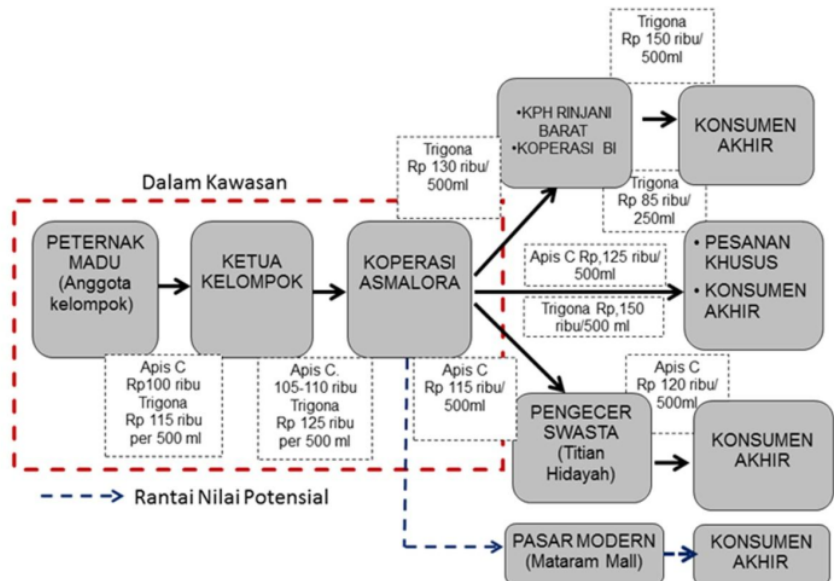 Trigona
Rp 150 ribu/
500ml
•KPH RINJANI
BARAT
•KOPERASI BI
KONSUMEN
AKHIR
Trigona
Rp 130 ribu/
500ml
Trigona
Rp 85 ribu/
250ml
Dalam Kawasan
PETERNAK
MADU
(Anggota
kelompok)
KETUA
KELOMPOK
KOPERASI
ASMALORA
Apis C Rp,125 ribu/
500ml
Trigona Rp,150
ribu/500 ml
• PESANAN
KHUSUS
• KONSUMEN
AKHIR
Apis C
Rp100 ribu
Trigona
Rp 115 ribu
per 500 ml
Apis C.
105-110 ribu
Trigona
Rp 125 ribu
per 500 ml
Apis C
Rp 115 ribu/
500ml
Apis C
Rp 120 ribu/
500ml
PENGECER
SWASTA
(Titian
Hidayah)
KONSUMEN
AKHIR
Rantai Nilai Potensial
PASAR MODERN
(Mataram Mall)
KONSUMEN
AKHIR